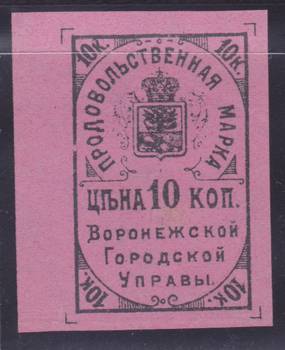 10К. 10К.
ПРОДОВОЛЬСТВЕННАЯ МАРКА
ЦѢНА 10 КОП.
ВОРОНЕЖСКОЙ
ГОРОДСКОЙ
УПРАВЫ.
10К. 10К.